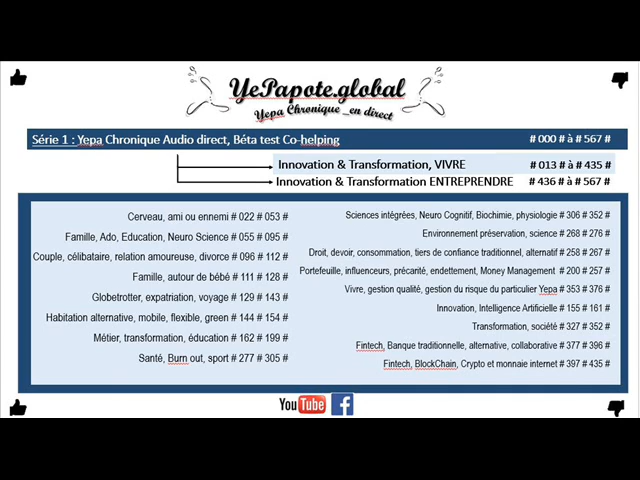 YePapote.global
Yepa Chronique _en direct
Série 1 : Yepa Chronique Audio direct, Béta test Co-helping # 000 # à # 567 #
Innovation & Transformation, VIVRE # 013 # à # 435 #
Innovation & Transformation ENTREPRENDRE # 436 # à # 567 #
Cerveau, ami ou ennemi # 022 # 053 #
Famille, Ado, Education, Neuro Science # 055 # 095 #
Couple, célibataire, relation amoureuse, divorce # 096 # 112 #
Famille, autour de bébé # 111 # 128 #
Globetrotter, expatriation, voyage # 129 # 143 #
Habitation alternative, mobile, flexible, green # 144 # 154 #
Métier, transformation, éducation # 162 # 199 #
Santé, Burn out, sport # 277 # 305 #
Sciences intégrées, Neuro Cognitif, Biochimie, physiologie # 306 # 352 #
Environnement préservation, science # 268 # 276 #
Droit, devoir, consommation, tiers de confiance traditionnel, alternatif # 258 # 267 #
Portefeuille, influenceurs, précarité, endettement, Money Management # 200 # 257 #
Vivre, gestion qualité, gestion du risque du particulier Yepa # 353 # 376 #
Innovation, Intelligence Artificielle # 155 # 161 #
Transformation, société # 327 # 352 #
Fintech, Banque traditionnelle, alternative, collaborative # 377 # 396 #
Fintech, BlockChain, Crypto et monnaie internet # 397 # 435 #
YouTube f